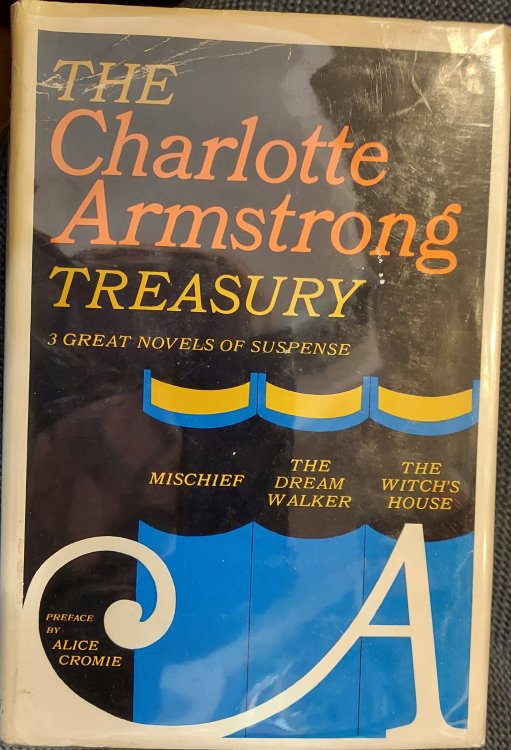 THE
Charlotte
Armstrong
TREASURY
3 GREAT NOVELS OF SUSPENSE
MISCHIEF
THE
DREAM
WALKER
THE
WITCH'S
HOUSE
PREFACE
BY
ALICE
CROMIE
CA